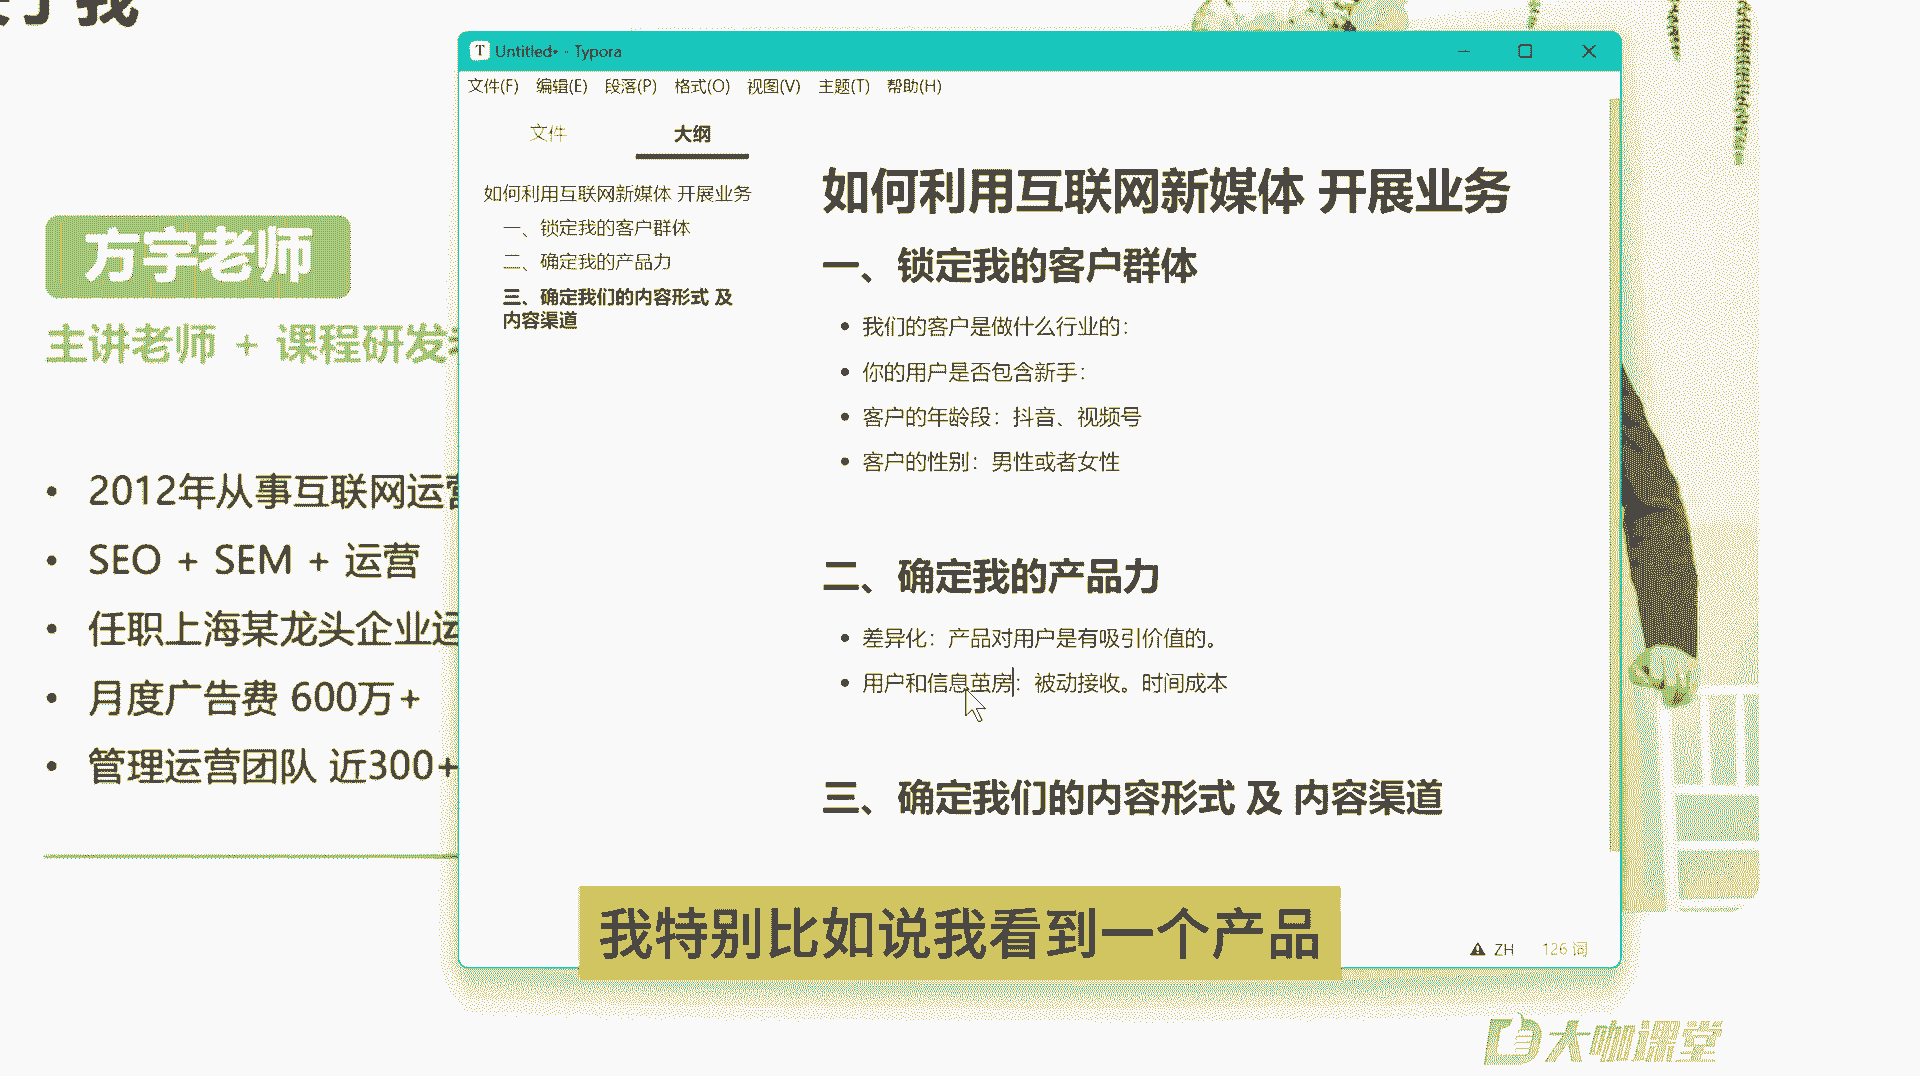 我
方宇老师
主讲老师 + 课程研发
2012年从事互联网运营
SEO + SEM + 运营
任职上海某龙头企业运
月度广告费 600万+
管理运营团队 近300+
Untitled• - Typora
文件(F) 编辑(E) 段落(P) 格式(O) 视图(V) 主题(T) 帮助(H)
文件 大纲
如何利用互联网新媒体 开展业务
一、锁定我的客户群体
二、确定我的产品力
三、确定我们的内容形式 及
内容渠道
如何利用互联网新媒体 开展业务
一、锁定我的客户群体
我们的客户是做什么行业的：
你的用户是否包含新手：
客户的年龄段：抖音、视频号
客户的性别：男性或者女性
二、确定我的产品力
差异化：产品对用户是有吸引价值的。
用户和信息茧房：被动接收。时间成本
三、确定我们的内容形式 及 内容渠道
我特别比如说我看到一个产品
ZH 126 词
大咖课堂